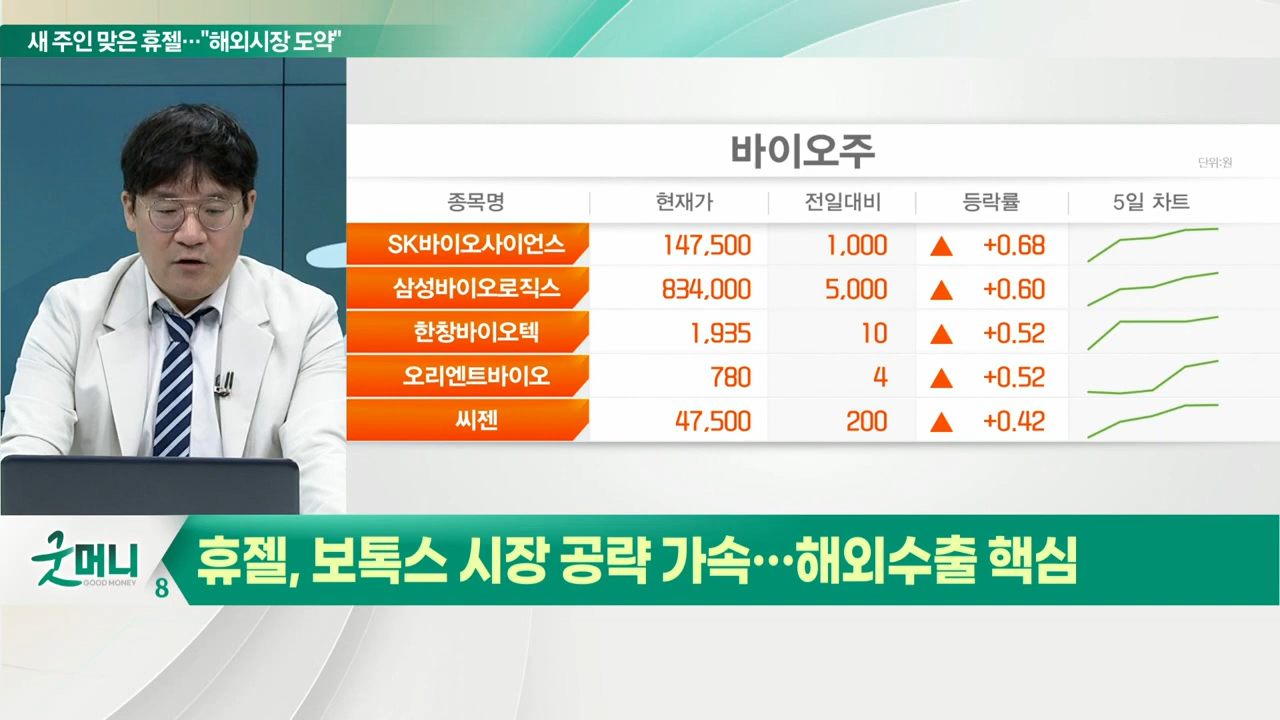 새 주인 맞은 휴젤…"해외시장 도약"
바이오주
단위:원
종목명 현재가 전일대비 등락률 5일 차트
SK바이오사이언스 147,500 1,000 ▲ +0.68
삼성바이오로직스 834,000 5,000 ▲ +0.60
한창바이오텍 1,935 10 ▲ +0.52
오리엔트바이오 780 4 ▲ +0.52
씨젠 47,500 200 ▲ +0.42
굿머니
GOOD MONEY
8
휴젤, 보톡스 시장 공략 가속…해외수출 핵심